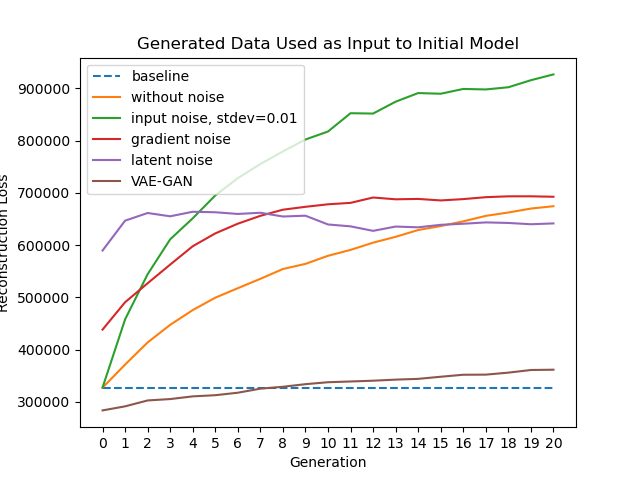 Generated Data Used as Input to Initial Model
baseline
without noise
input noise, stdev=0.01
gradient noise
latent noise
VAE-GAN
Reconstruction Loss
900000
800000
700000
600000
500000
400000
300000
0 1 2 3 4 5 6 7 8 9 10 11 12 13 14 15 16 17 18 19 20
Generation